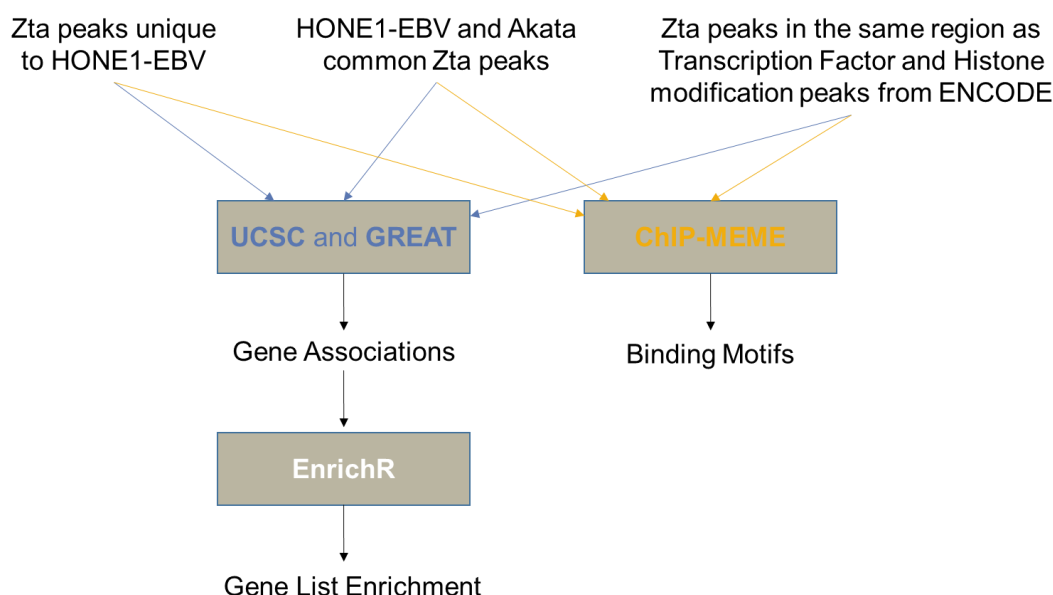 Zta peaks unique
to HONE1-EBV
HONE1-EBV and Akata
common Zta peaks
Zta peaks in the same region as
Transcription Factor and Histone
modification peaks from ENCODE
UCSC and GREAT
ChIP-MEME
Gene Associations
Binding Motifs
EnrichR
Gene List Enrichment